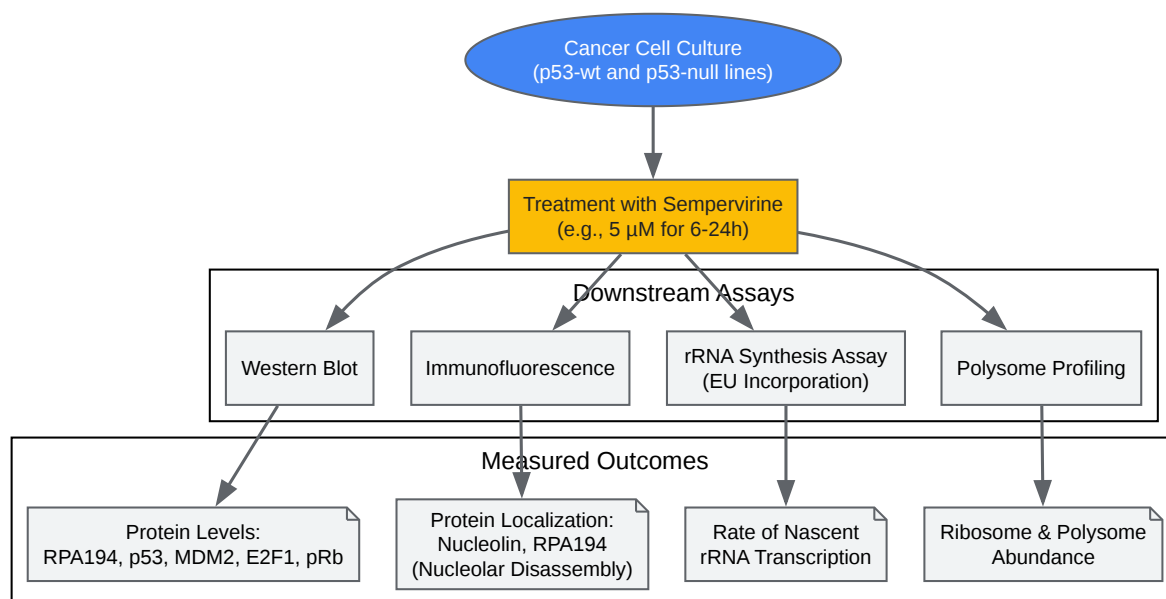 Cancer Cell Culture
(p53-wt and p53-null lines)
Treatment with Sempervirine
(e.g., 5 µM for 6-24h)
Downstream Assays
Western Blot
Immunofluorescence
rRNA Synthesis Assay
(EU Incorporation)
Polysome Profiling
Measured Outcomes
Protein Levels:
RPA194, p53, MDM2, E2F1, pRb
Protein Localization:
Nucleolin, RPA194
(Nucleolar Disassembly)
Rate of Nascent
rRNA Transcription
Ribosome & Polysome
Abundance